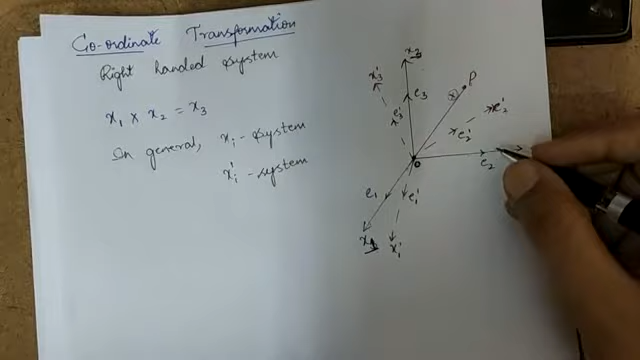 Co-ordinate Transformation
Right handed system
x₁ × x₂ = x₃
In general, xᵢ - system
xᵢ' - system
x₃
x₃'
P
e₃
e₃'
x₂'
e₂'
o
e₂
e₁
e₁'
x₁
x₁'